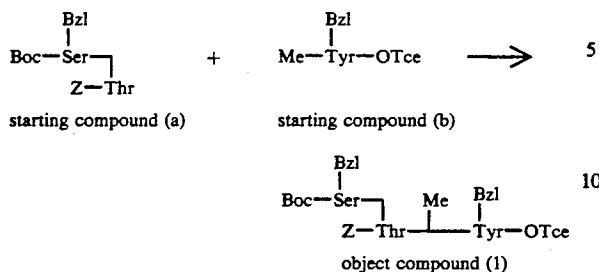 Bzl
Boc—Ser
Z—Thr
starting compound (a)
+
Bzl
Me—Tyr—OTce
starting compound (b)
5
Bzl
Boc—Ser
Me
Bzl
10
Z—Thr—Tyr—OTce
object compound (1)